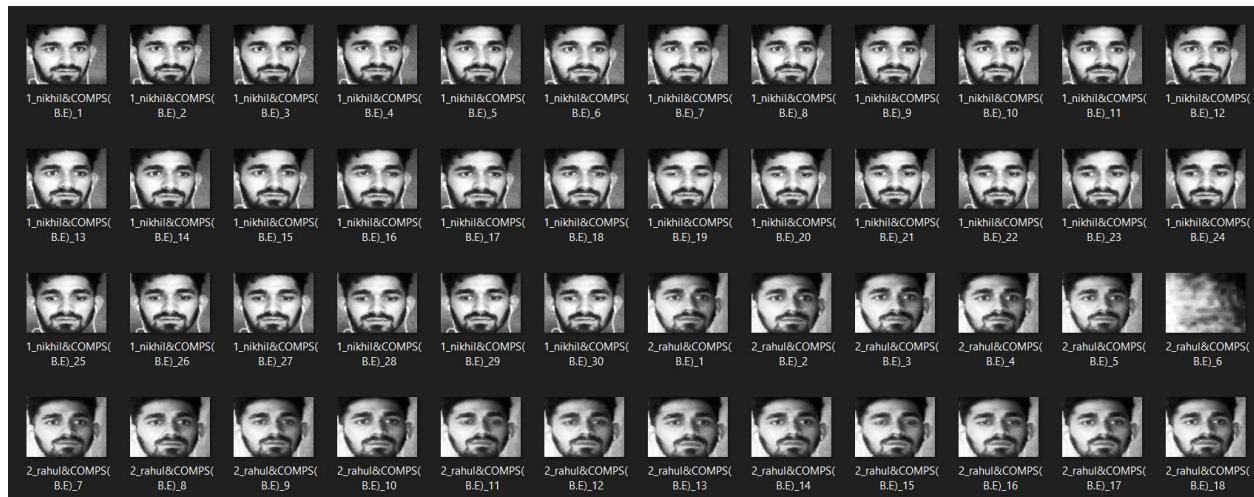 1_nikhil&COMPS( 1_nikhil&COMPS( 1_nikhil&COMPS( 1_nikhil&COMPS( 1_nikhil&COMPS( 1_nikhil&COMPS( 1_nikhil&COMPS( 1_nikhil&COMPS( 1_nikhil&COMPS( 1_nikhil&COMPS( 1_nikhil&COMPS( 1_nikhil&COMPS(
B.E)_1 B.E)_2 B.E)_3 B.E)_4 B.E)_5 B.E)_6 B.E)_7 B.E)_8 B.E)_9 B.E)_10 B.E)_11 B.E)_12
1_nikhil&COMPS( 1_nikhil&COMPS( 1_nikhil&COMPS( 1_nikhil&COMPS( 1_nikhil&COMPS( 1_nikhil&COMPS( 1_nikhil&COMPS( 1_nikhil&COMPS( 1_nikhil&COMPS( 1_nikhil&COMPS( 1_nikhil&COMPS( 1_nikhil&COMPS(
B.E)_13 B.E)_14 B.E)_15 B.E)_16 B.E)_17 B.E)_18 B.E)_19 B.E)_20 B.E)_21 B.E)_22 B.E)_23 B.E)_24
1_nikhil&COMPS( 1_nikhil&COMPS( 1_nikhil&COMPS( 1_nikhil&COMPS( 1_nikhil&COMPS( 1_nikhil&COMPS( 2_rahul&COMPS( 2_rahul&COMPS( 2_rahul&COMPS( 2_rahul&COMPS( 2_rahul&COMPS( 2_rahul&COMPS(
B.E)_25 B.E)_26 B.E)_27 B.E)_28 B.E)_29 B.E)_30 B.E)_1 B.E)_2 B.E)_3 B.E)_4 B.E)_5 B.E)_6
2_rahul&COMPS( 2_rahul&COMPS( 2_rahul&COMPS( 2_rahul&COMPS( 2_rahul&COMPS( 2_rahul&COMPS( 2_rahul&COMPS( 2_rahul&COMPS( 2_rahul&COMPS( 2_rahul&COMPS( 2_rahul&COMPS( 2_rahul&COMPS(
B.E)_7 B.E)_8 B.E)_9 B.E)_10 B.E)_11 B.E)_12 B.E)_13 B.E)_14 B.E)_15 B.E)_16 B.E)_17 B.E)_18